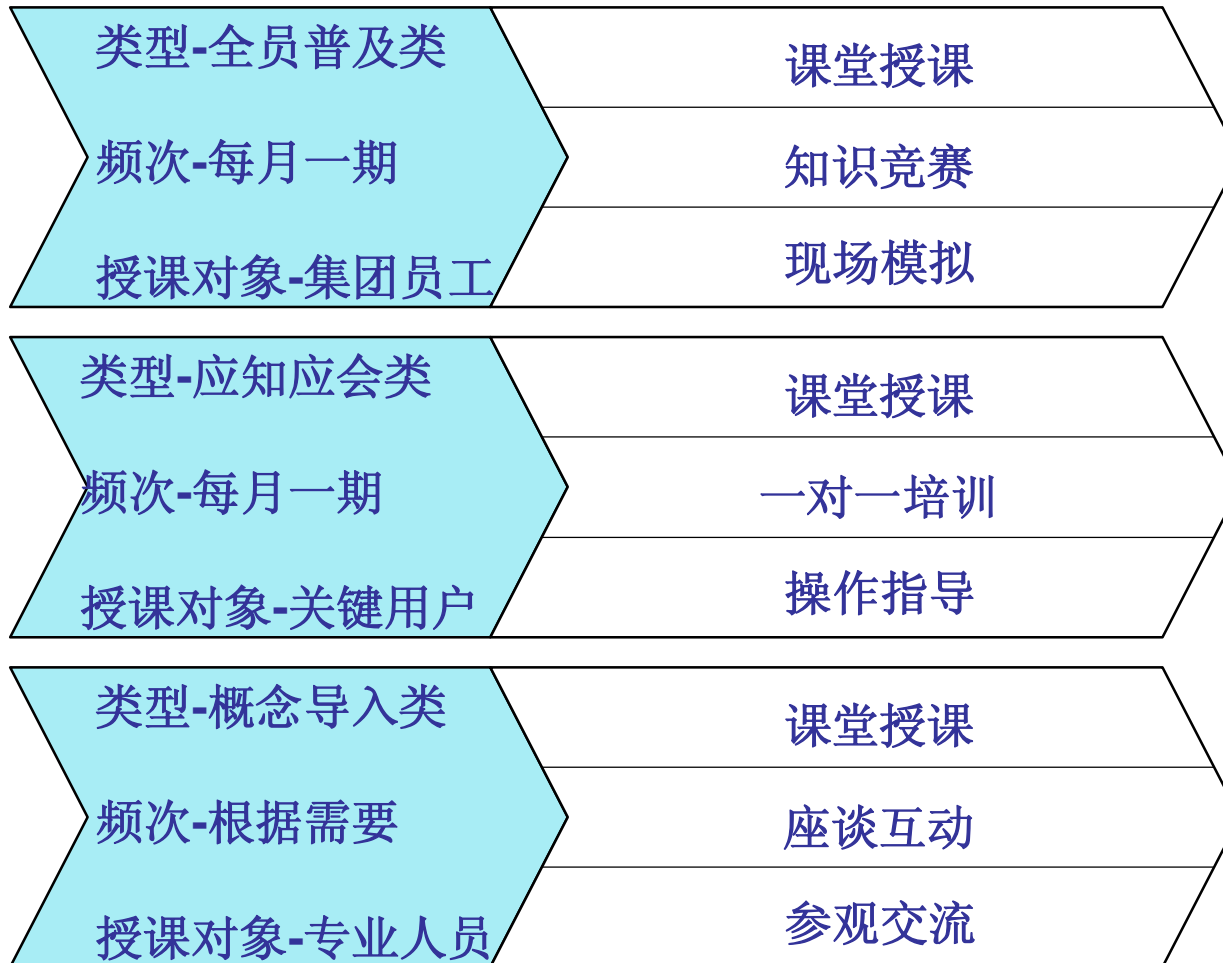 类型-全员普及类
频次-每月一期
授课对象-集团员工
课堂授课
知识竞赛
现场模拟
类型-应知应会类
频次-每月一期
授课对象-关键用户
课堂授课
一对一培训
操作指导
类型-概念导入类
频次-根据需要
授课对象-专业人员
课堂授课
座谈互动
参观交流